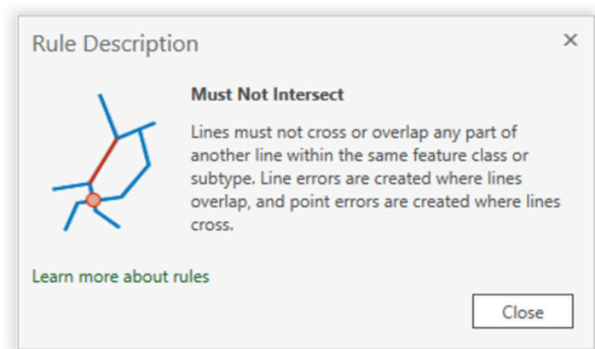 Rule Description
Must Not Intersect
Lines must not cross or overlap any part of
another line within the same feature class or
subtype. Line errors are created where lines
overlap, and point errors are created where lines
cross.
Learn more about rules
Close